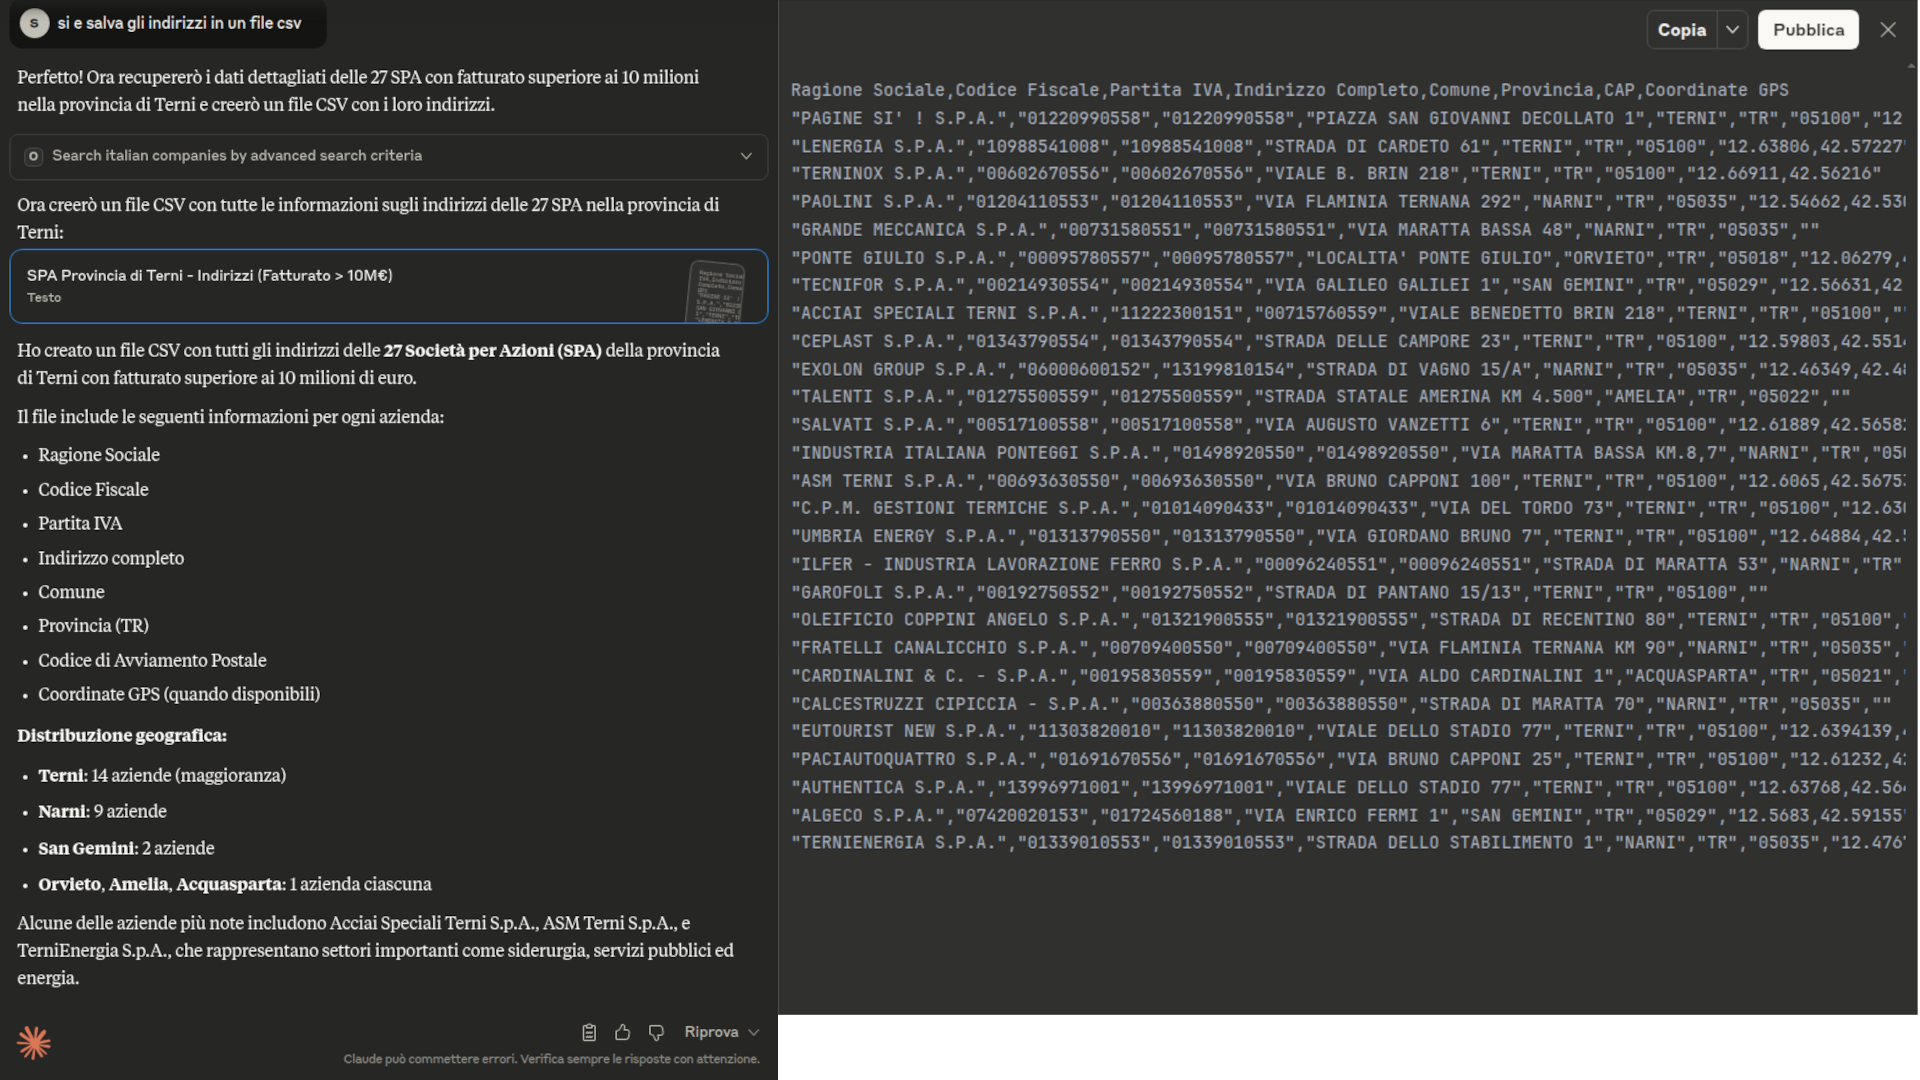 S si e salva gli indirizzi in un file csv
Perfetto! Ora recupererò i dati dettagliati delle 27 SPA con fatturato superiore ai 10 milioni
nella provincia di Terni e creerò un file CSV con i loro indirizzi.
O Search italian companies by advanced search criteria
Ora creerò un file CSV con tutte le informazioni sugli indirizzi delle 27 SPA nella provincia di
Terni:
SPA Provincia di Terni - Indirizzi (Fatturato > 10M€)
Testo
Ho creato un file CSV con tutti gli indirizzi delle 27 Società per Azioni (SPA) della provincia
di Terni con fatturato superiore ai 10 milioni di euro.
Il file include le seguenti informazioni per ogni azienda:
• Ragione Sociale
• Codice Fiscale
• Partita IVA
• Indirizzo completo
• Comune
• Provincia (TR)
• Codice di Avviamento Postale
• Coordinate GPS (quando disponibili)
Distribuzione geografica:
• Terni: 14 aziende (maggioranza)
• Narni: 9 aziende
• San Gemini: 2 aziende
• Orvieto, Amelia, Acquasparta: 1 azienda ciascuna
Alcune delle aziende più note includono Acciai Speciali Terni S.p.A., ASM Terni S.p.A., e
TerniEnergia S.p.A., che rappresentano settori importanti come siderurgia, servizi pubblici ed
energia.
Riprova
Claude può commettere errori. Verifica sempre le risposte con attenzione.
Copia Pubblica
Ragione Sociale,Codice Fiscale,Partita IVA,Indirizzo Completo,Comune,Provincia,CAP,Coordinate GPS
"PAGINE SI' ! S.P.A.","01220990558","01220990558","PIAZZA SAN GIOVANNI DECOLLATO 1","TERNI","TR","05100","12
"LENERGIA S.P.A.","10988541008","10988541008","STRADA DI CARDETO 61","TERNI","TR","05100","12.63806,42.57227"
"TERNINOX S.P.A.","00602670556","00602670556","VIALE B. BRIN 218","TERNI","TR","05100","12.66911,42.56216"
"PAOLINI S.P.A.","01204110553","01204110553","VIA FLAMINIA TERNANA 292","NARNI","TR","05035","12.54662,42.530
"GRANDE MECCANICA S.P.A.","00731580551","00731580551","VIA MARATTA BASSA 48","NARNI","TR","05035",""
"PONTE GIULIO S.P.A.","00095780557","00095780557","LOCALITA' PONTE GIULIO","ORVIETO","TR","05018","12.06279,4
"TECNIFOR S.P.A.","00214930554","00214930554","VIA GALILEO GALILEI 1","SAN GEMINI","TR","05029","12.56631,42
"ACCIAI SPECIALI TERNI S.P.A.","11222300151","00715760559","VIALE BENEDETTO BRIN 218","TERNI","TR","05100","
"CEPLAST S.P.A.","01343790554","01343790554","STRADA DELLE CAMPORE 23","TERNI","TR","05100","12.59803,42.5514
"EXOLON GROUP S.P.A.","06000600152","13199810154","STRADA DI VAGNO 15/A","NARNI","TR","05035","12.46349,42.48
"TALENTI S.P.A.","01275500559","01275500559","STRADA STATALE AMERINA KM 4.500","AMELIA","TR","05022",""
"SALVATI S.P.A.","00517100558","00517100558","VIA AUGUSTO VANZETTI 6","TERNI","TR","05100","12.61889,42.5658
"INDUSTRIA ITALIANA PONTEGGI S.P.A.","01498920550","01498920550","VIA MARATTA BASSA KM.8,7","NARNI","TR","050
"ASM TERNI S.P.A.","00693630550","00693630550","VIA BRUNO CAPPONI 100","TERNI","TR","05100","12.6065,42.5675
"C.P.M. GESTIONI TERMICHE S.P.A.","01014090433","01014090433","VIA DEL TORDO 73","TERNI","TR","05100","12.63
"UMBRIA ENERGY S.P.A.","01313790550","01313790550","VIA GIORDANO BRUNO 7","TERNI","TR","05100","12.64884,42.5
"ILFER - INDUSTRIA LAVORAZIONE FERRO S.P.A.","00096240551","00096240551","STRADA DI MARATTA 53","NARNI","TR"
"GAROFOLI S.P.A.","00192750552","00192750552","STRADA DI PANTANO 15/13","TERNI","TR","05100",""
"OLEIFICIO COPPINI ANGELO S.P.A.","01321900555","01321900555","STRADA DI RECENTINO 80","TERNI","TR","05100","
"FRATELLI CANALICCHIO S.P.A.","00709400550","00709400550","VIA FLAMINIA TERNANA KM 90","NARNI","TR","05035","
"CARDINALINI & C. - S.P.A.","00195830559","00195830559","VIA ALDO CARDINALINI 1","ACQUASPARTA","TR","05021","
"CALCESTRUZZI CIPICCIA - S.P.A.","00363880550","00363880550","STRADA DI MARATTA 70","NARNI","TR","05035",""
"EUTOURIST NEW S.P.A.","11303820010","11303820010","VIALE DELLO STADIO 77","TERNI","TR","05100","12.6394139,4
"PACIAUTOQUATTRO S.P.A.","01691670556","01691670556","VIA BRUNO CAPPONI 25","TERNI","TR","05100","12.61232,42
"AUTHENTICA S.P.A.","13996971001","13996971001","VIALE DELLO STADIO 77","TERNI","TR","05100","12.63768,42.56
"ALGECO S.P.A.","07420020153","01724560188","VIA ENRICO FERMI 1","SAN GEMINI","TR","05029","12.5683,42.59155"
"TERNIENERGIA S.P.A.","01339010553","01339010553","STRADA DELLO STABILIMENTO 1","NARNI","TR","05035","12.476